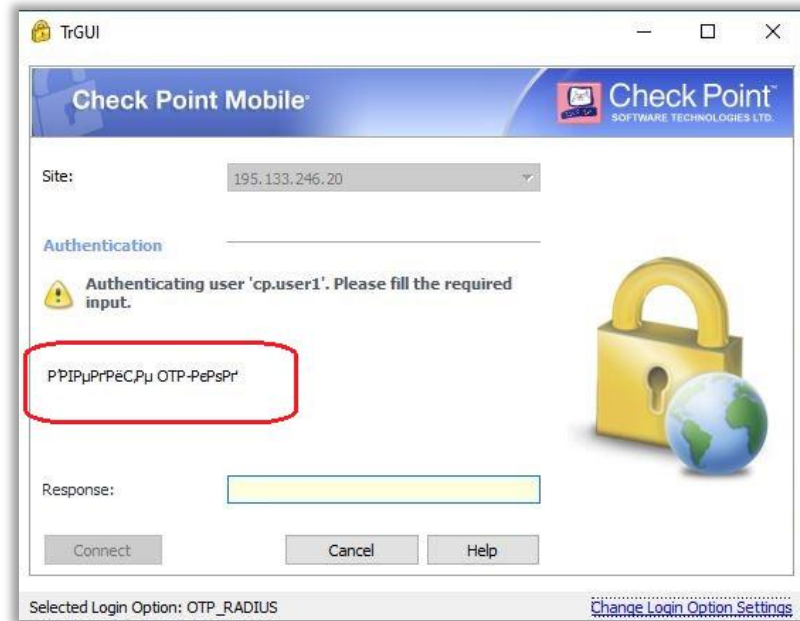 TrGUI
Check Point Mobile
Check Point™
SOFTWARE TECHNOLOGIES LTD.
Site:
195.133.246.20
Authentication
Authenticating user 'cp.user1'. Please fill the required
input.
Р’РІРµРґРёС‚Рµ OTP-РєРѕРґ
Response:
Connect
Cancel
Help
Selected Login Option: OTP_RADIUS
Change Login Option Settings